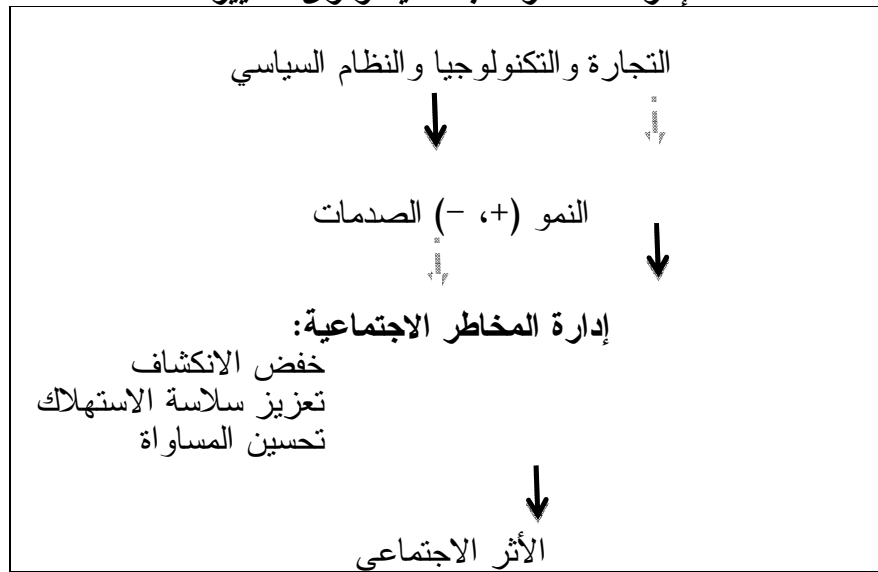 التجارة والتكنولوجيا والنظام السياسي
النمو (+، −) الصدمات
إدارة المخاطر الاجتماعية:
خفض الانكشاف
تعزيز سلاسة الاستهلاك
تحسين المساواة
الأثر الاجتماعي